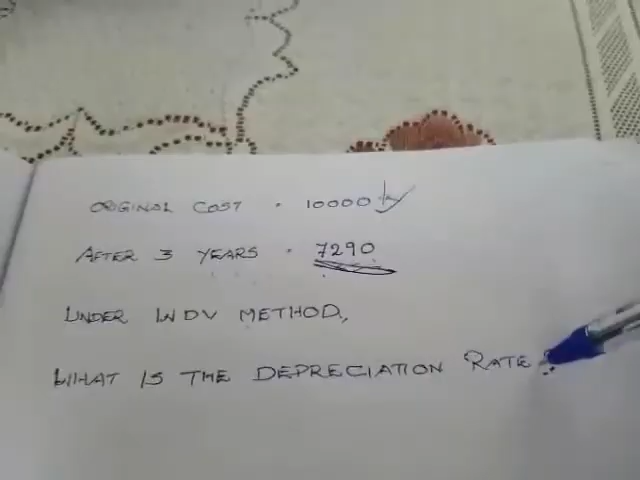 ORIGINAL COST . 10000/-
AFTER 3 YEARS . 7290
UNDER WDV METHOD,
WHAT IS THE DEPRECIATION RATE